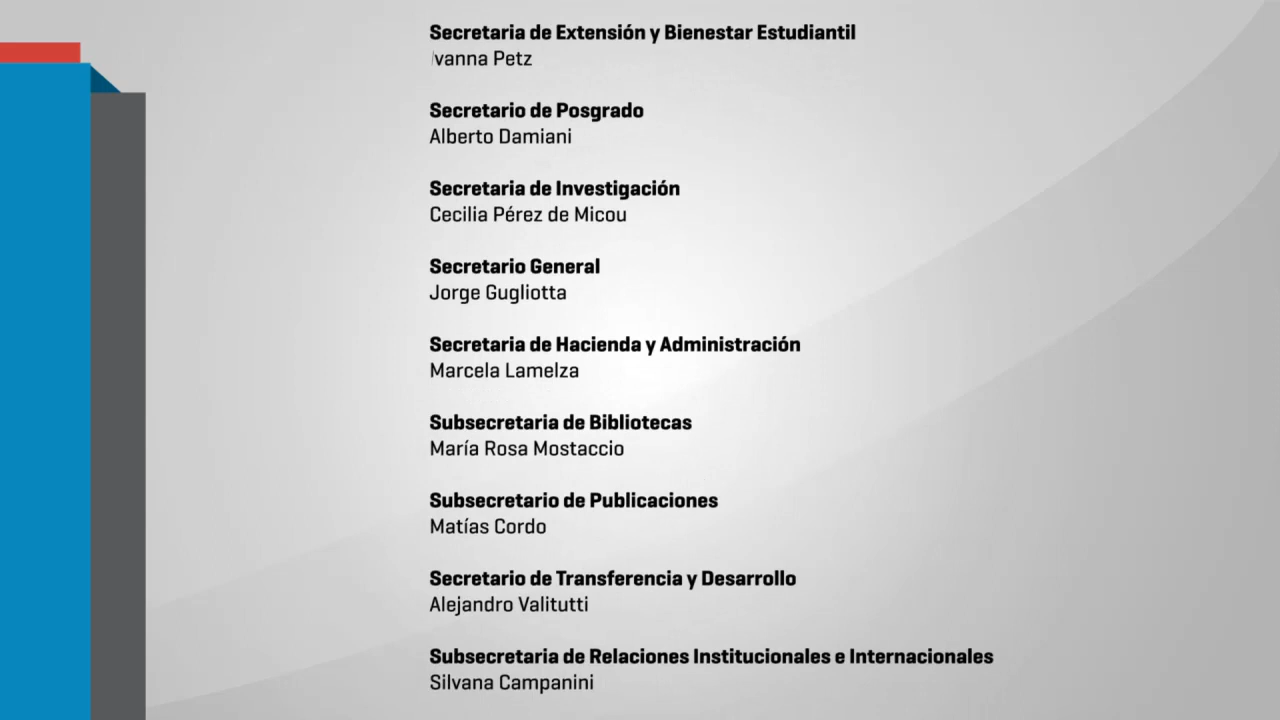 Secretaria de Extensión y Bienestar Estudiantil
Ivanna Petz
Secretario de Posgrado
Alberto Damiani
Secretaria de Investigación
Cecilia Pérez de Micou
Secretario General
Jorge Gugliotta
Secretaria de Hacienda y Administración
Marcela Lamelza
Subsecretaria de Bibliotecas
María Rosa Mostaccio
Subsecretario de Publicaciones
Matías Cordo
Secretario de Transferencia y Desarrollo
Alejandro Valitutti
Subsecretaria de Relaciones Institucionales e Internacionales
Silvana Campanini